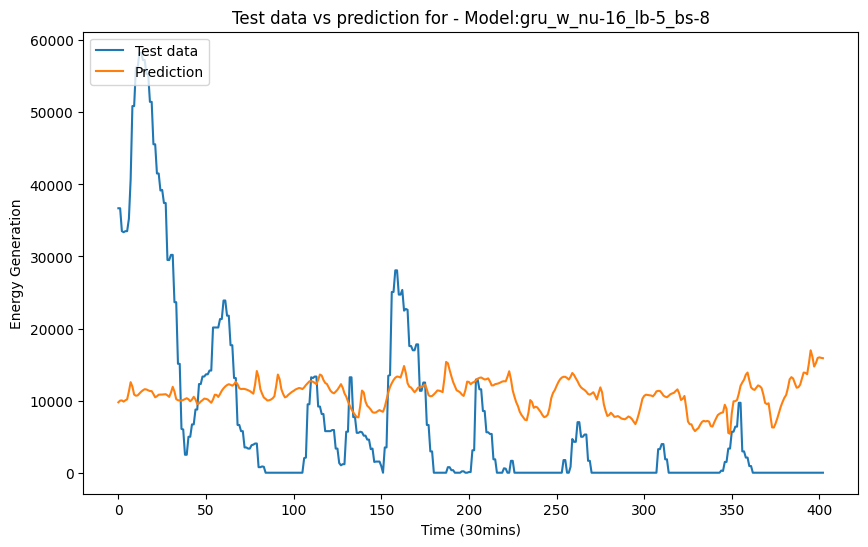 Test data vs prediction for - Model:gru_w_nu-16_lb-5_bs-8
Test data
Prediction
Energy Generation
60000
50000
40000
30000
20000
10000
0
0 50 100 150 200 250 300 350 400
Time (30mins)